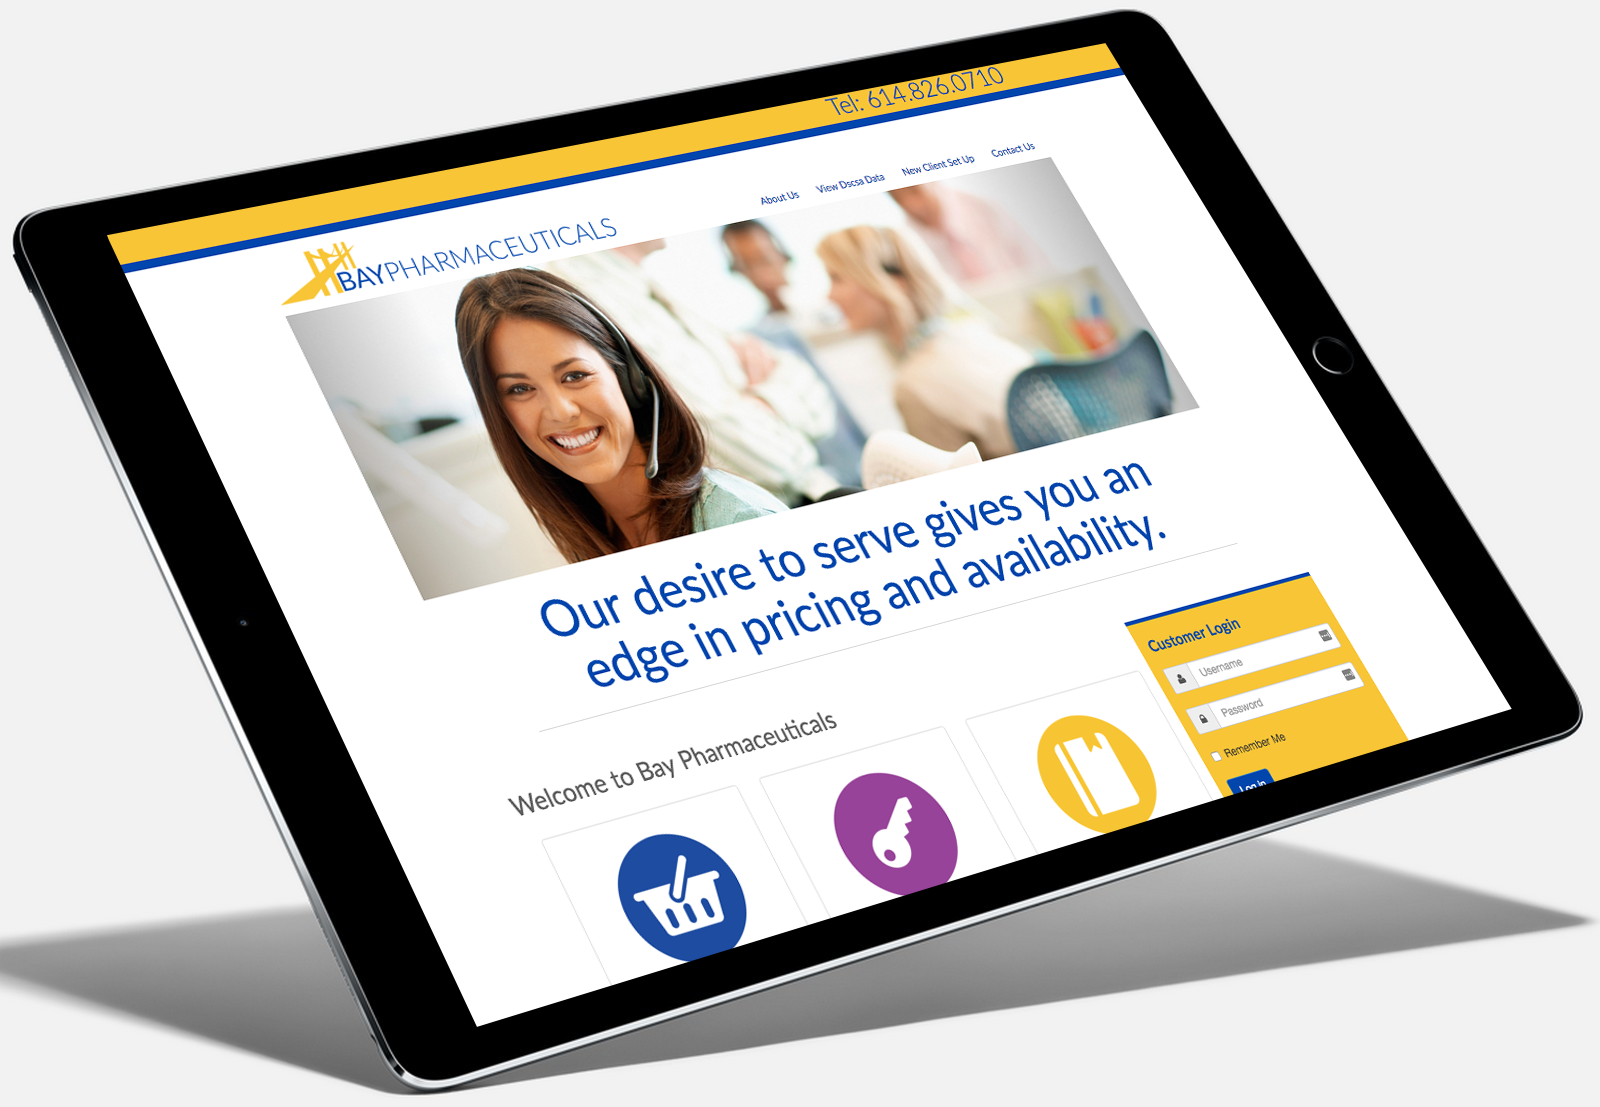 Tel: 614.826.0710
About Us View Dscsa Data New Client Set Up Contact Us
BAYPHARMACEUTICALS
Our desire to serve gives you an
edge in pricing and availability.
Customer Login
Username
Password
Remember Me
Log in
Welcome to Bay Pharmaceuticals